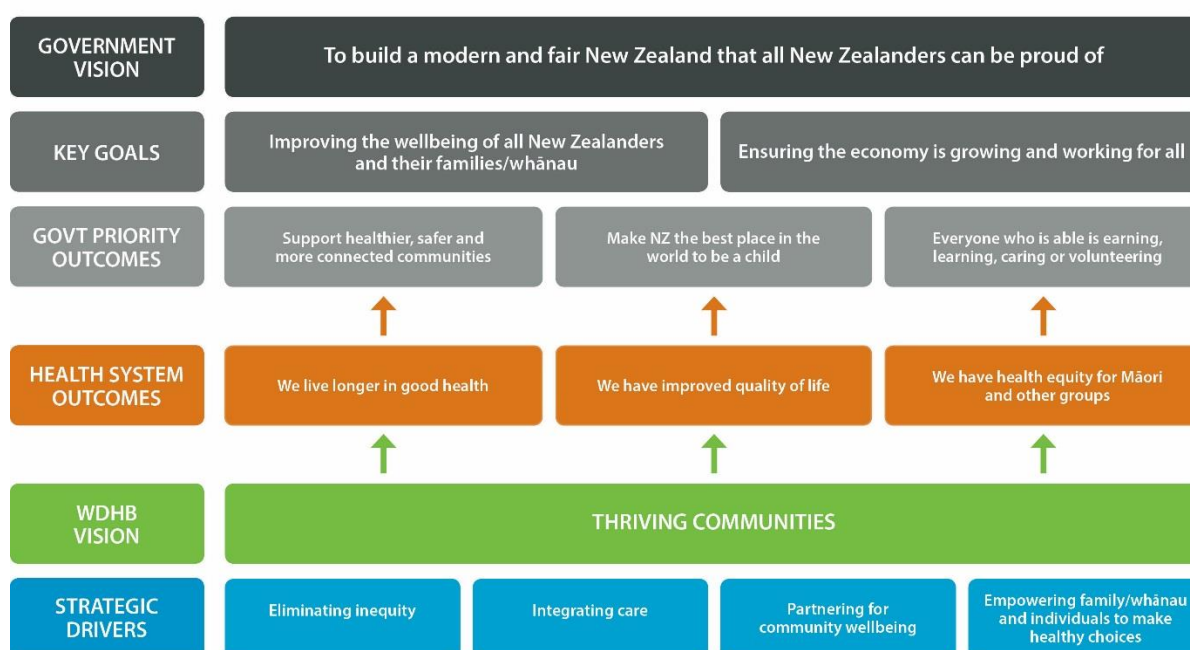 GOVERNMENT
VISION
To build a modern and fair New Zealand that all New Zealanders can be proud of
KEY GOALS
Improving the wellbeing of all New Zealanders
and their families/whānau
Ensuring the economy is growing and working for all
GOVT PRIORITY
OUTCOMES
Support healthier, safer and
more connected communities
Make NZ the best place in the
world to be a child
Everyone who is able is earning,
learning, caring or volunteering
HEALTH SYSTEM
OUTCOMES
We live longer in good health
We have improved quality of life
We have health equity for Māori
and other groups
WDHB
VISION
THRIVING COMMUNITIES
STRATEGIC
DRIVERS
Eliminating inequity
Integrating care
Partnering for
community wellbeing
Empowering family/whānau
and individuals to make
healthy choices